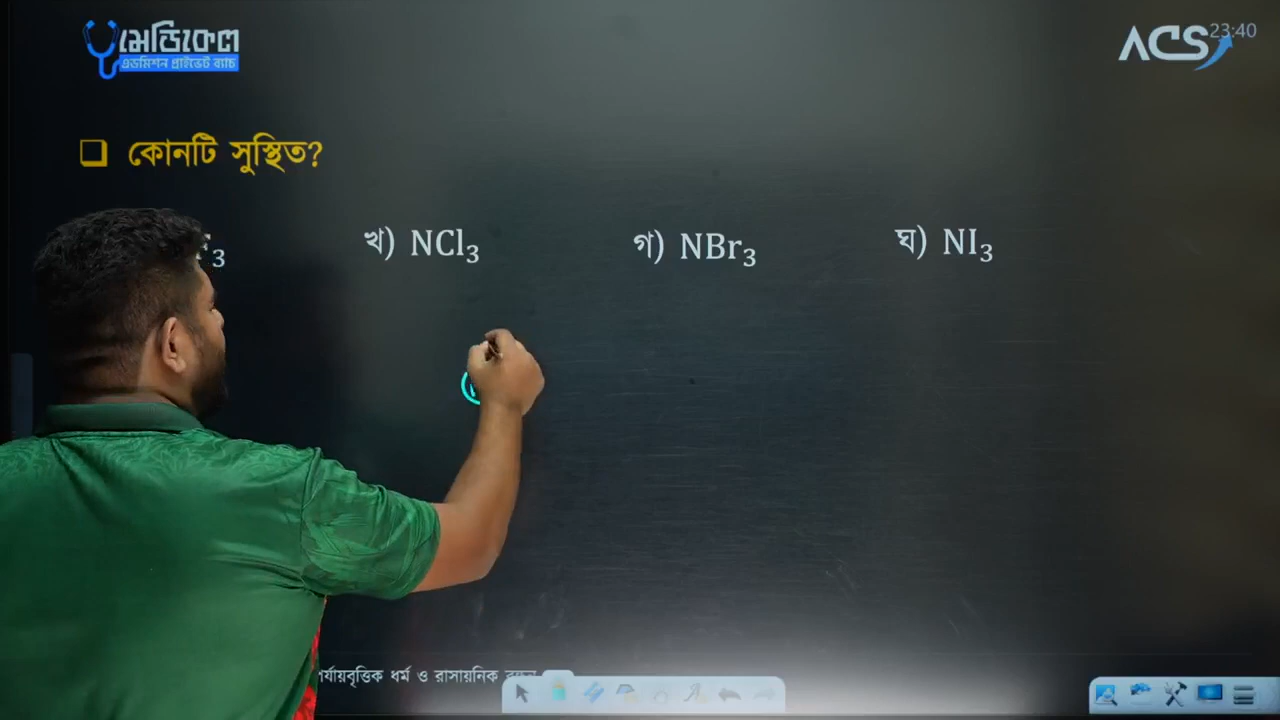 মেডিকেল
এডমিশন প্রাইভেট ব্যাচ
ACS 23:40
কোনটি সুস্থিত?
খ) NCl₃ গ) NBr₃ ঘ) NI₃
ধর্ম ও রাসায়নিক